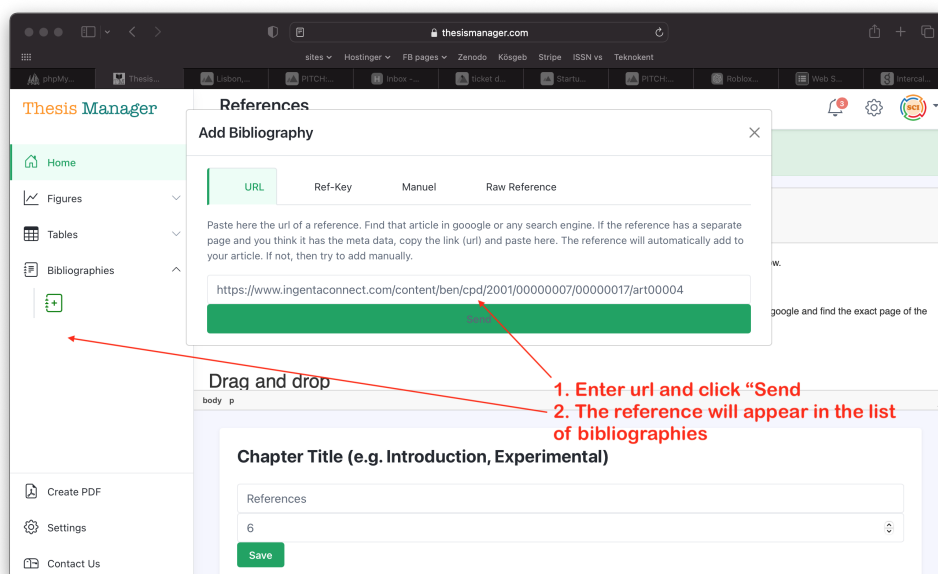 thesismanager.com
sites Hostinger FB pages Zenodo Kösgeb Stripe ISSN vs Teknokent
phpMy... Thesis... Lisbon,... PITCH:... Inbox -... ticket d... Startu... PITCH:... Roblox... Web S... Intercal...
Thesis Manager
References
3
SCI
Add Bibliography
Home
Figures
Tables
Bibliographies
URL Ref-Key Manuel Raw Reference
Paste here the url of a reference. Find that article in gooogle or any search engine. If the reference has a separate
page and you think it has the meta data, copy the link (url) and paste here. The reference will automatically add to
your article. If not, then try to add manually.
w.
https://www.ingentaconnect.com/content/ben/cpd/2001/00000007/00000017/art00004
google and find the exact page of the
Send
Drag and drop
body p
1. Enter url and click “Send
2. The reference will appear in the list
of bibliographies
Chapter Title (e.g. Introduction, Experimental)
References
6
Save
Create PDF
Settings
Contact Us